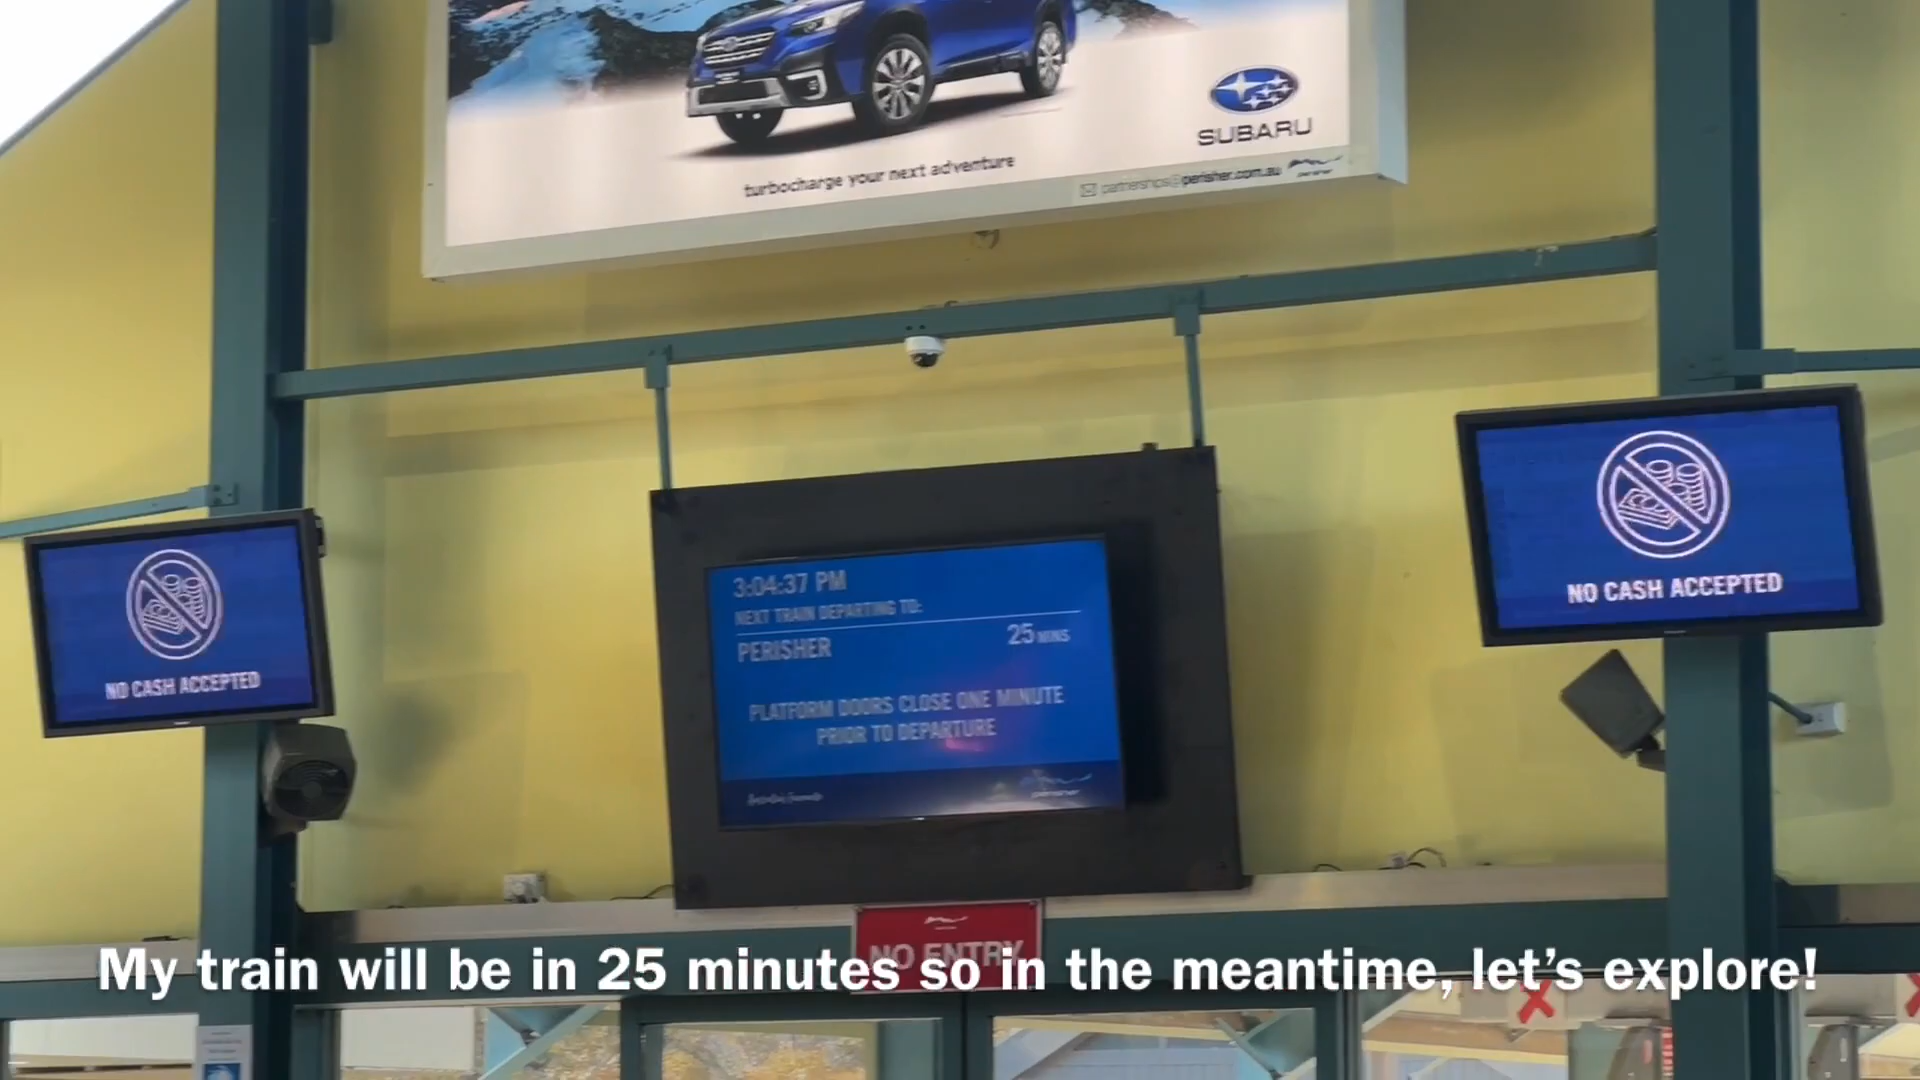 SUBARU
turbocharge your next adventure
partnerships@perisher.com.au
NO CASH ACCEPTED
3:04:37 PM
NEXT TRAIN DEPARTING TO:
PERISHER 25 MINS
PLATFORM DOORS CLOSE ONE MINUTE
PRIOR TO DEPARTURE
perisher
NO CASH ACCEPTED
NO ENTRY
My train will be in 25 minutes so in the meantime, let's explore!